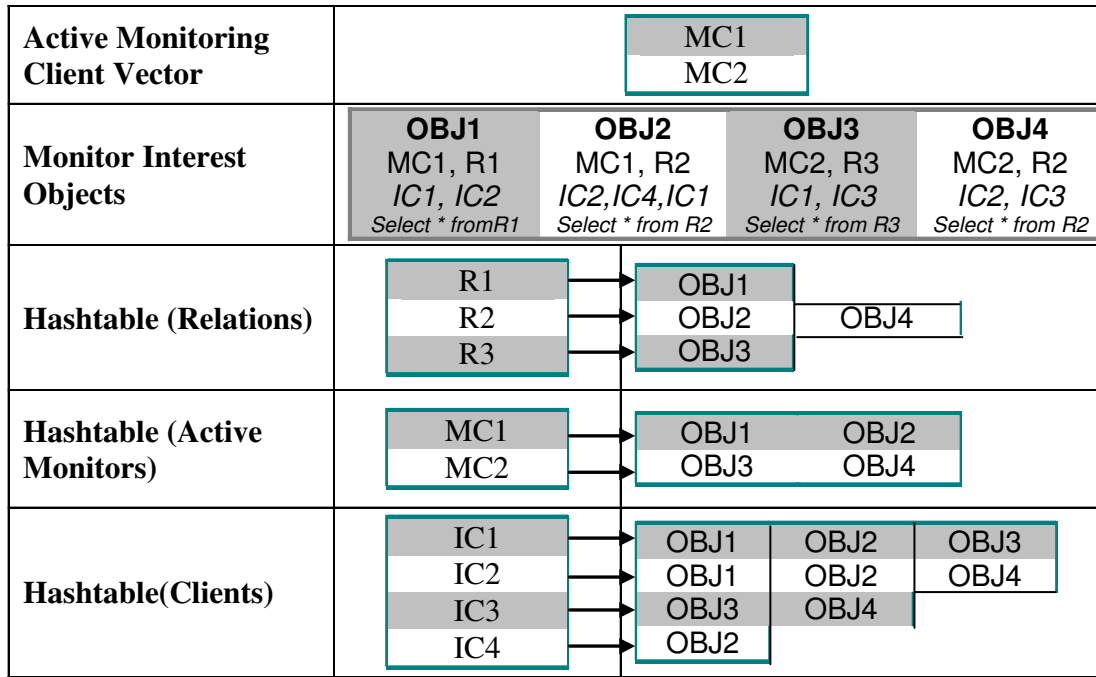 Active Monitoring
Client Vector
MC1
MC2
Monitor Interest
Objects
OBJ1 OBJ2 OBJ3 OBJ4
MC1, R1 MC1, R2 MC2, R3 MC2, R2
IC1, IC2 IC2,IC4,IC1 IC1, IC3 IC2, IC3
Select * fromR1 Select * from R2 Select * from R3 Select * from R2
Hashtable (Relations)
R1 OBJ1
R2 OBJ2 OBJ4
R3 OBJ3
Hashtable (Active
Monitors)
MC1 OBJ1 OBJ2
MC2 OBJ3 OBJ4
Hashtable(Clients)
IC1 OBJ1 OBJ2 OBJ3
IC2 OBJ1 OBJ2 OBJ4
IC3 OBJ3 OBJ4
IC4 OBJ2